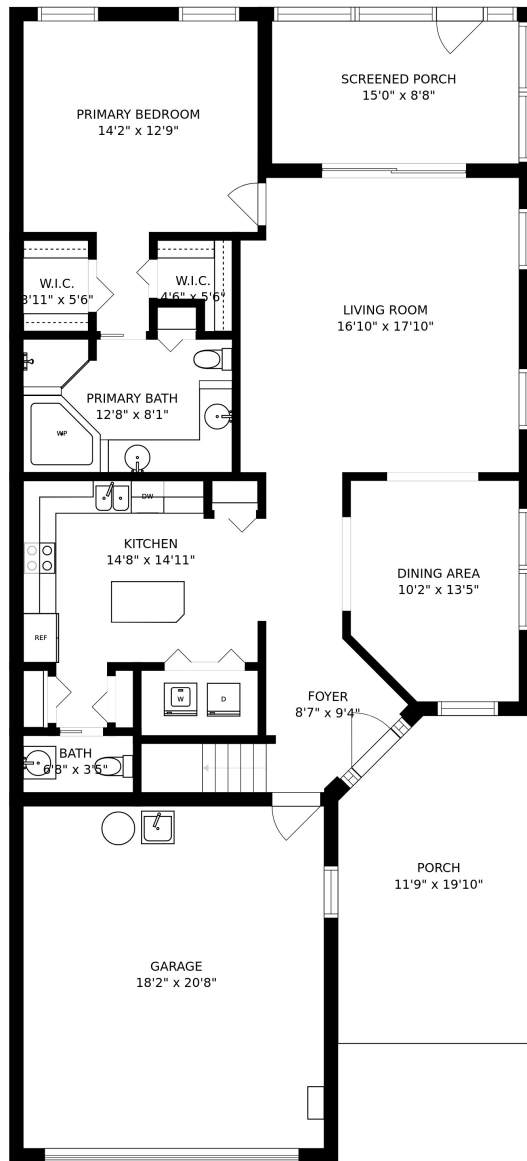 SCREENED PORCH
15'0" x 8'8"
PRIMARY BEDROOM
14'2" x 12'9"
W.I.C.
3'11" x 5'6"
W.I.C.
4'6" x 5'6"
LIVING ROOM
16'10" x 17'10"
PRIMARY BATH
12'8" x 8'1"
WP
DW
KITCHEN
14'8" x 14'11"
DINING AREA
10'2" x 13'5"
REF
W
D
FOYER
8'7" x 9'4"
BATH
6'8" x 3'5"
PORCH
11'9" x 19'10"
GARAGE
18'2" x 20'8"